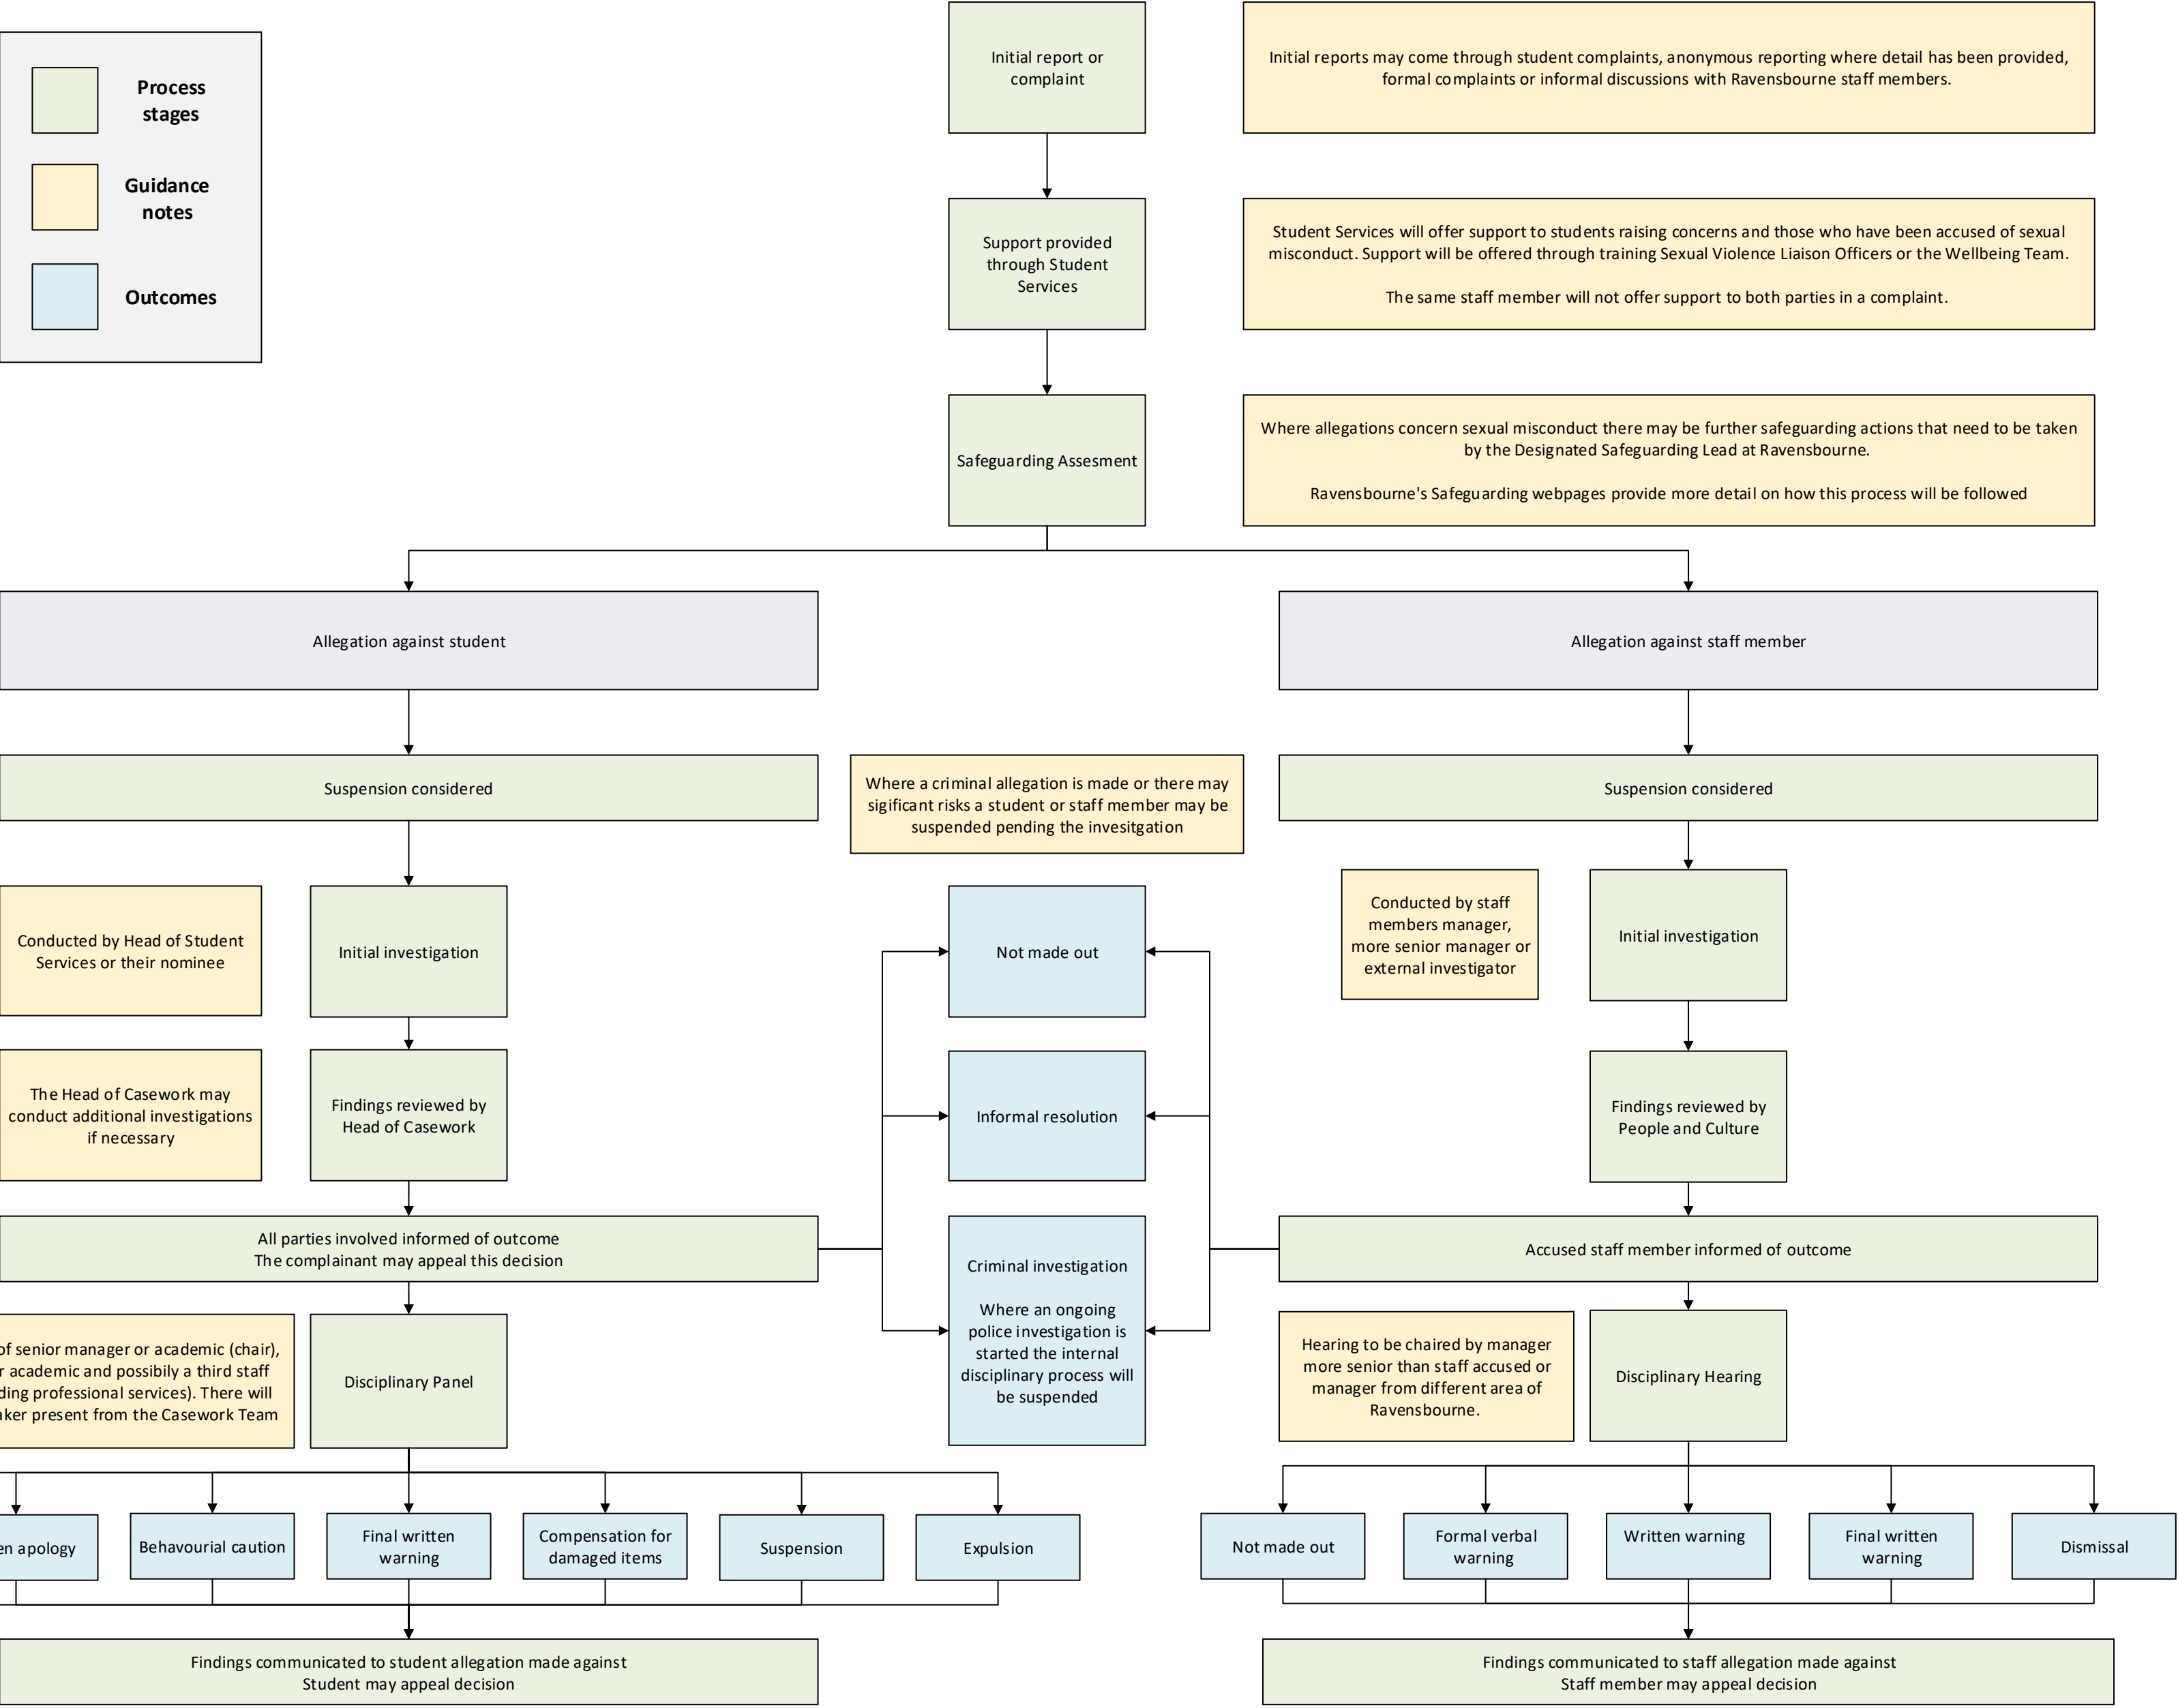 Process
stages
Guidance
notes
Outcomes
Initial report or
complaint
Initial reports may come through student complaints, anonymous reporting where detail has been provided,
formal complaints or informal discussions with Ravensbourne staff members.
Support provided
through Student
Services
Student Services will offer support to students raising concerns and those who have been accused of sexual
misconduct. Support will be offered through training Sexual Violence Liaison Officers or the Wellbeing Team.
The same staff member will not offer support to both parties in a complaint.
Safeguarding Assesment
Where allegations concern sexual misconduct there may be further safeguarding actions that need to be taken
by the Designated Safeguarding Lead at Ravensbourne.
Ravensbourne's Safeguarding webpages provide more detail on how this process will be followed
Allegation against student
Allegation against staff member
Suspension considered
Where a criminal allegation is made or there may
sigificant risks a student or staff member may be
suspended pending the invesitgation
Suspension considered
Conducted by Head of Student
Services or their nominee
Initial investigation
Not made out
Conducted by staff
members manager,
more senior manager or
external investigator
Initial investigation
The Head of Casework may
conduct additional investigations
if necessary
Findings reviewed by
Head of Casework
Informal resolution
Findings reviewed by
People and Culture
All parties involved informed of outcome
The complainant may appeal this decision
Criminal investigation
Where an ongoing
police investigation is
started the internal
disciplinary process will
be suspended
Accused staff member informed of outcome
of senior manager or academic (chair),
r academic and possibily a third staff
ding professional services). There will
aker present from the Casework Team
Disciplinary Panel
Hearing to be chaired by manager
more senior than staff accused or
manager from different area of
Ravensbourne.
Disciplinary Hearing
en apology
Behavourial caution
Final written
warning
Compensation for
damaged items
Suspension
Expulsion
Not made out
Formal verbal
warning
Written warning
Final written
warning
Dismissal
Findings communicated to student allegation made against
Student may appeal decision
Findings communicated to staff allegation made against
Staff member may appeal decision